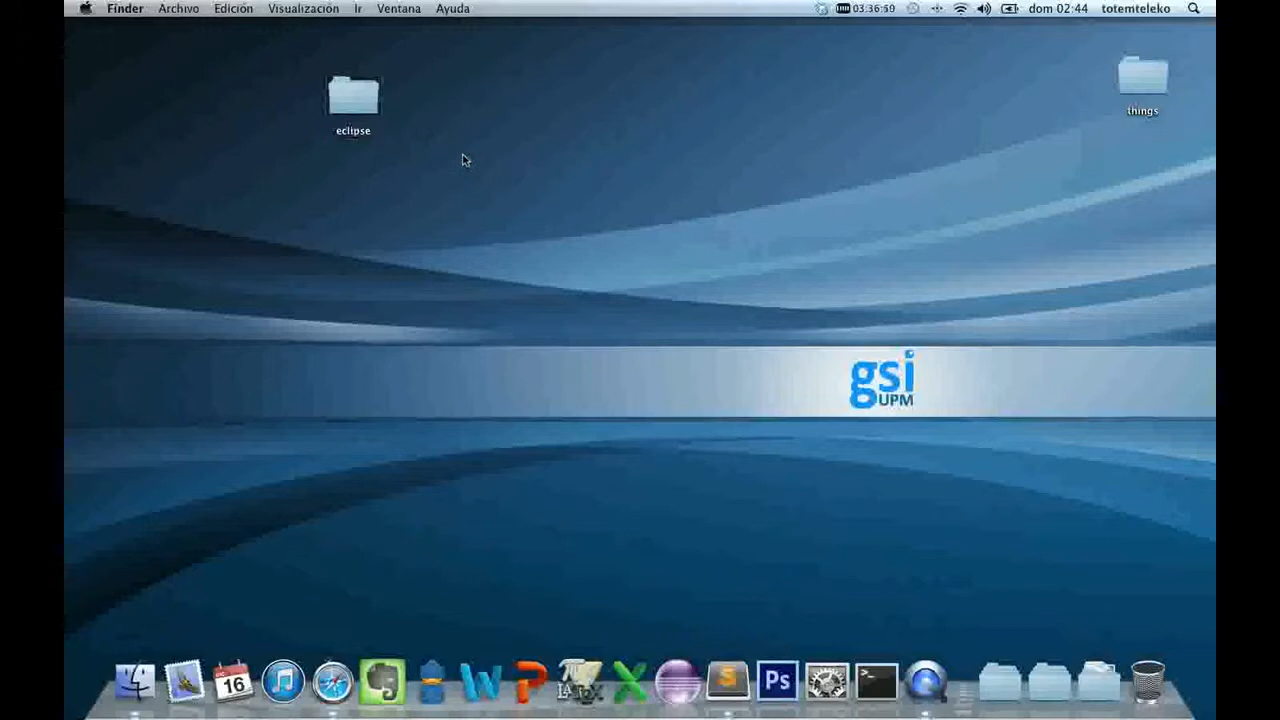 Finder Archivo Edición Visualización Ir Ventana Ayuda 03:36:59 dom 02:44 totemteleko
eclipse
things
gsi
UPM
16
W P X S Ps >_